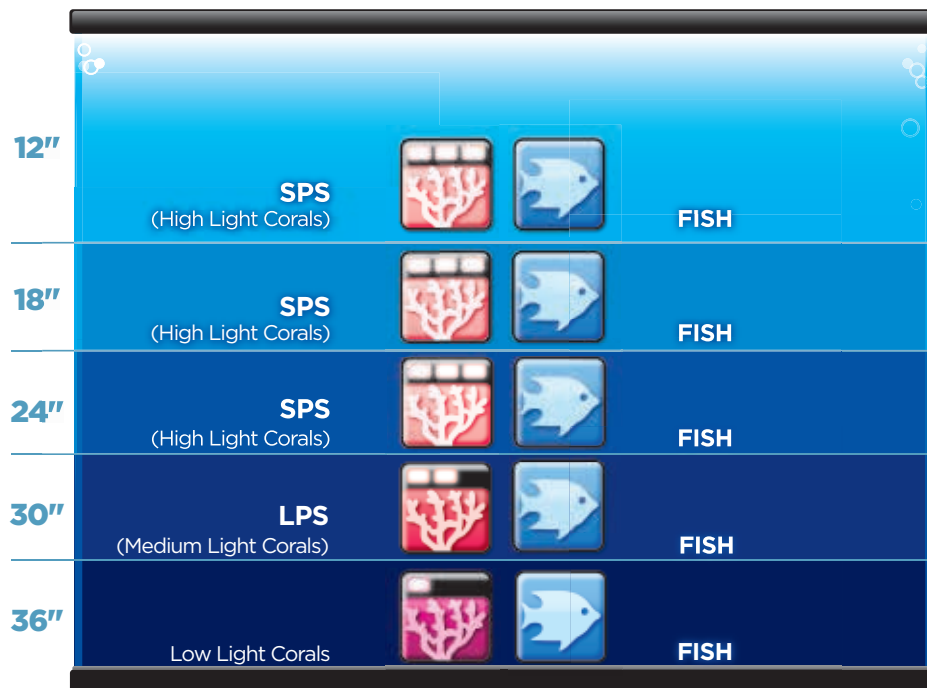 12"
SPS
(High Light Corals)
FISH
18"
SPS
(High Light Corals)
FISH
24"
SPS
(High Light Corals)
FISH
30"
LPS
(Medium Light Corals)
FISH
36"
Low Light Corals
FISH